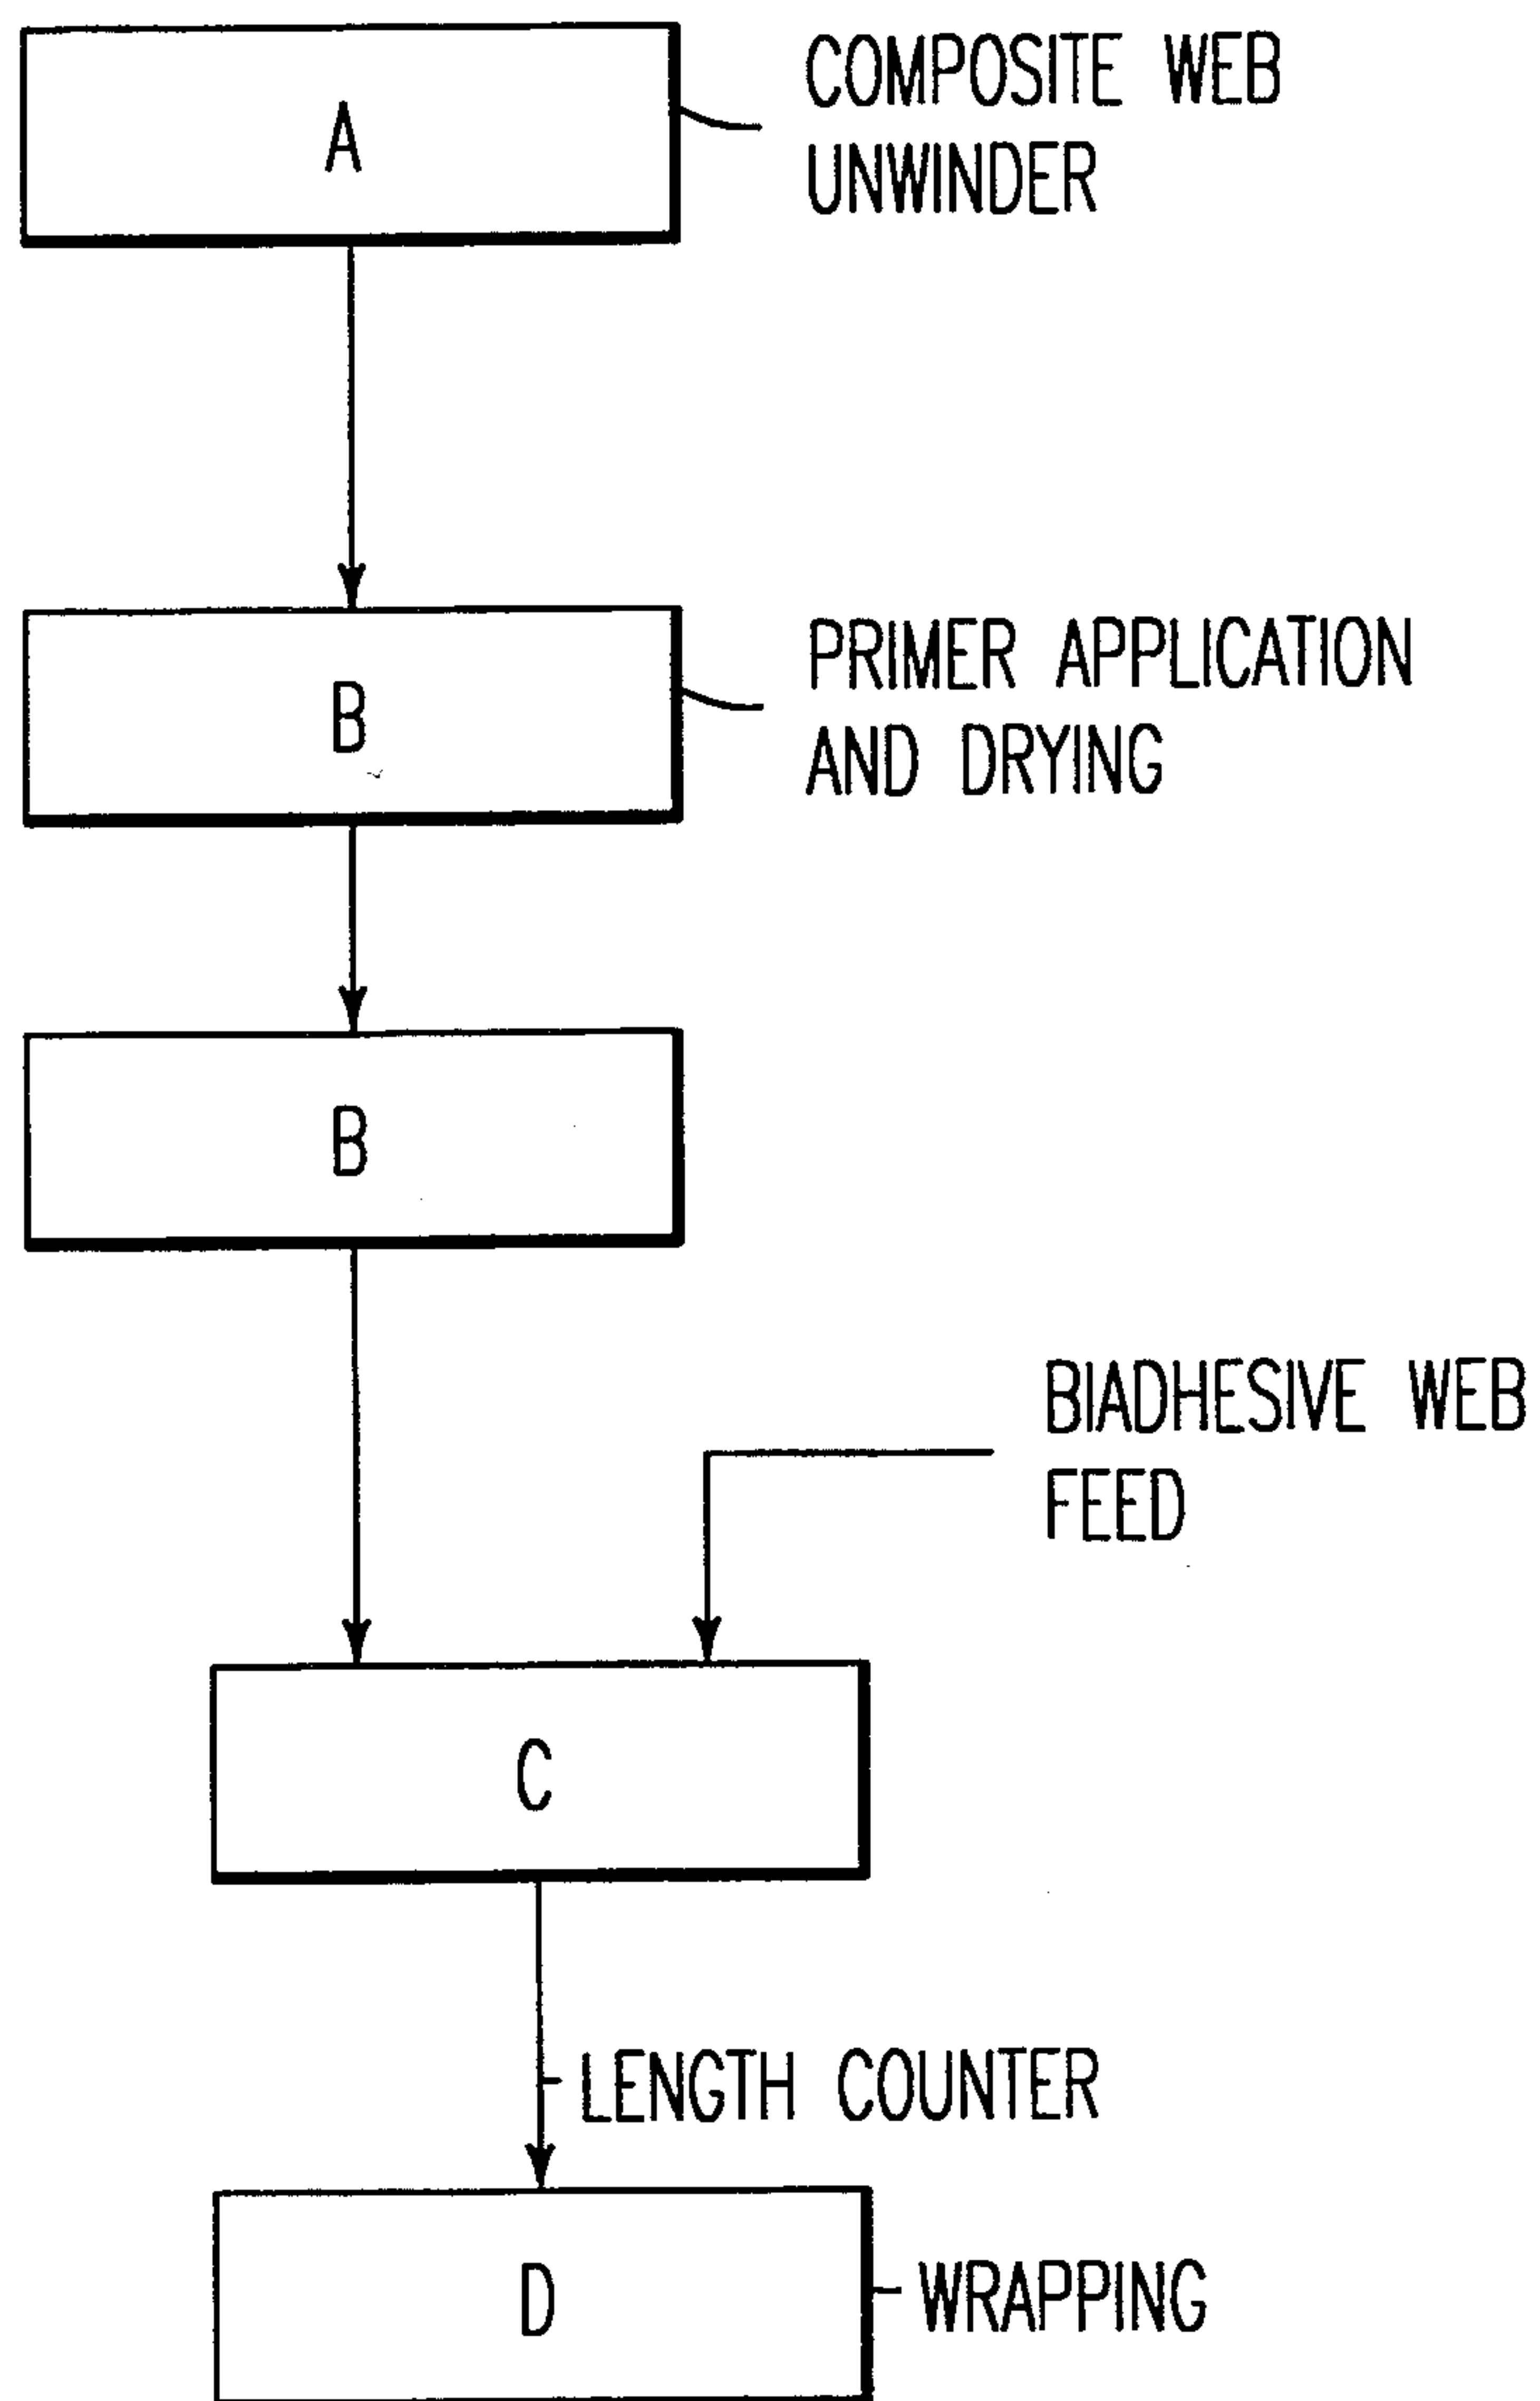 A
COMPOSITE WEB
UNWINDER
B
PRIMER APPLICATION
AND DRYING
B
BIADHESIVE WEB
FEED
C
LENGTH COUNTER
D
WRAPPING